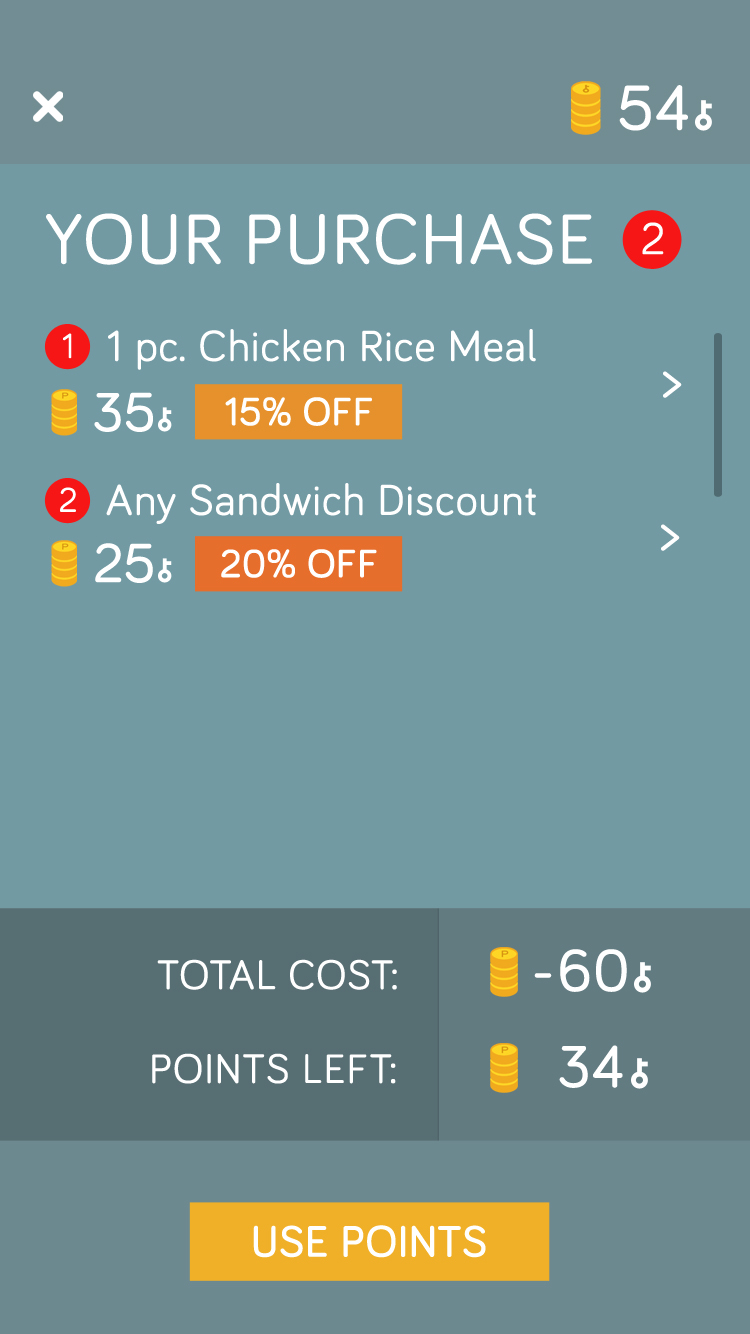 54
YOUR PURCHASE 2
1 1 pc. Chicken Rice Meal
35 15% OFF
2 Any Sandwich Discount
25 20% OFF
TOTAL COST: -60
POINTS LEFT: 34
USE POINTS